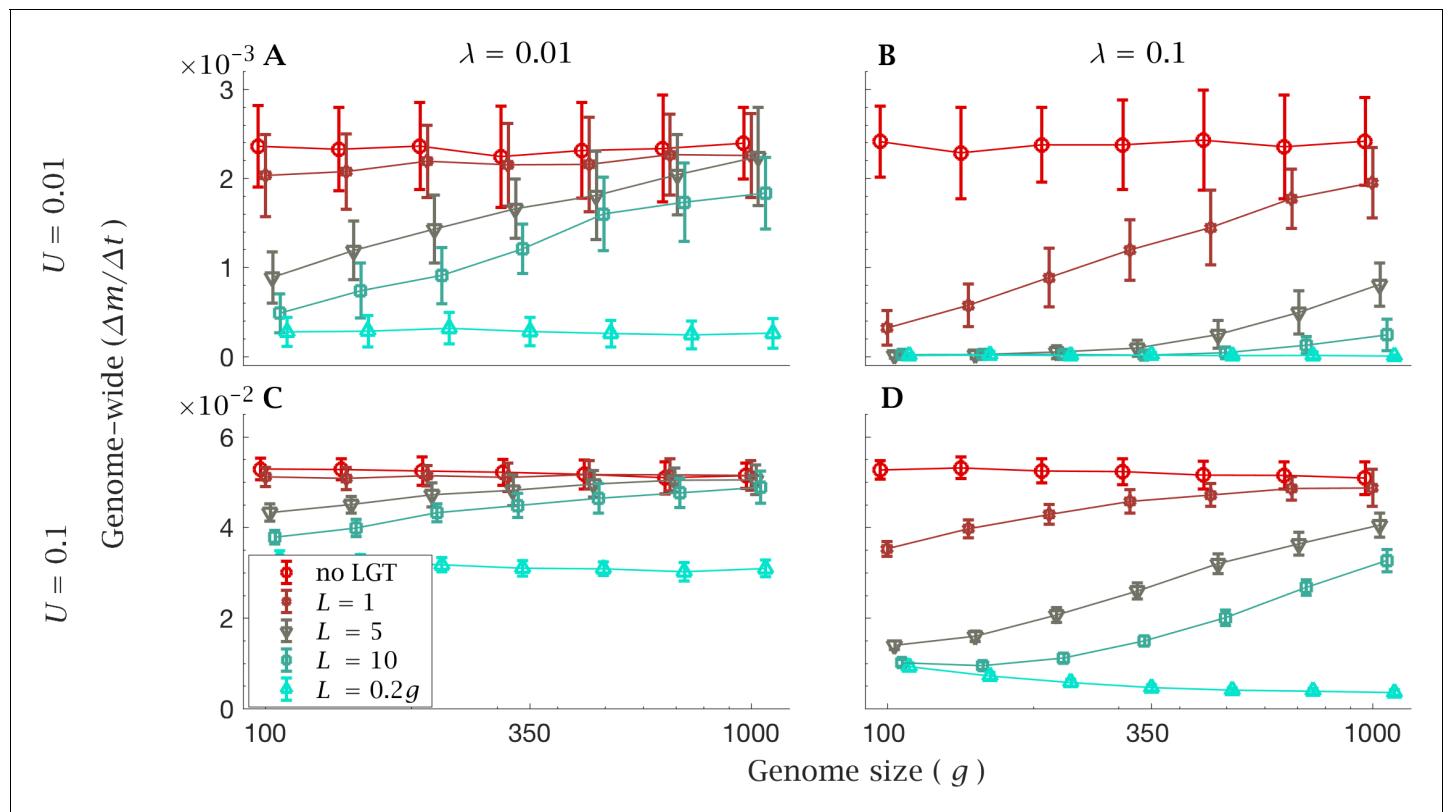 A λ = 0.01
B λ = 0.1
×10⁻³
3
2
1
0
U = 0.01
Genome-wide (Δm/Δt)
×10⁻² C
D
6
4
2
0
U = 0.1
no LGT
L = 1
L = 5
L = 10
L = 0.2g
100 350 1000
100 350 1000
Genome size ( g )